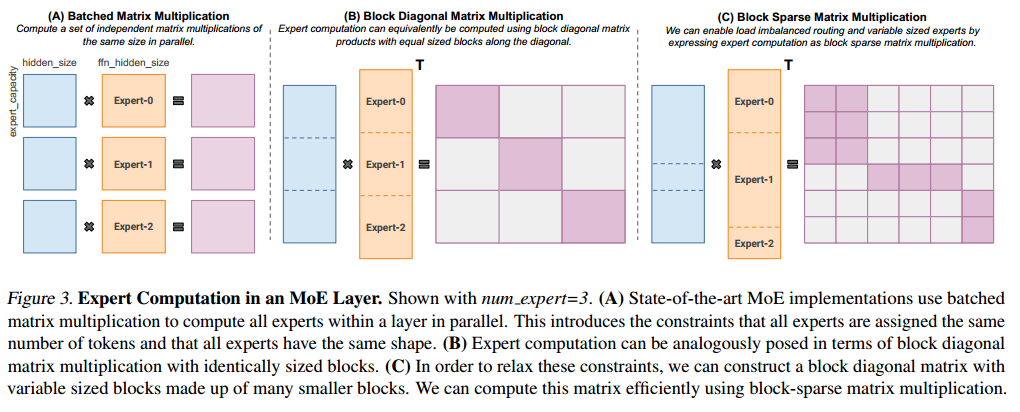 (A) Batched Matrix Multiplication
Compute a set of independent matrix multiplications of
the same size in parallel.
hidden_size
ffn_hidden_size
expert_capacity
Expert-0
Expert-1
Expert-2
(B) Block Diagonal Matrix Multiplication
Expert computation can equivalently be computed using block diagonal matrix
products with equal sized blocks along the diagonal.
T
Expert-0
Expert-1
Expert-2
(C) Block Sparse Matrix Multiplication
We can enable load imbalanced routing and variable sized experts by
expressing expert computation as block sparse matrix multiplication.
T
Expert-0
Expert-1
Expert-2
Figure 3. Expert Computation in an MoE Layer. Shown with num_expert=3. (A) State-of-the-art MoE implementations use batched
matrix multiplication to compute all experts within a layer in parallel. This introduces the constraints that all experts are assigned the same
number of tokens and that all experts have the same shape. (B) Expert computation can be analogously posed in terms of block diagonal
matrix multiplication with identically sized blocks. (C) In order to relax these constraints, we can construct a block diagonal matrix with
variable sized blocks made up of many smaller blocks. We can compute this matrix efficiently using block-sparse matrix multiplication.